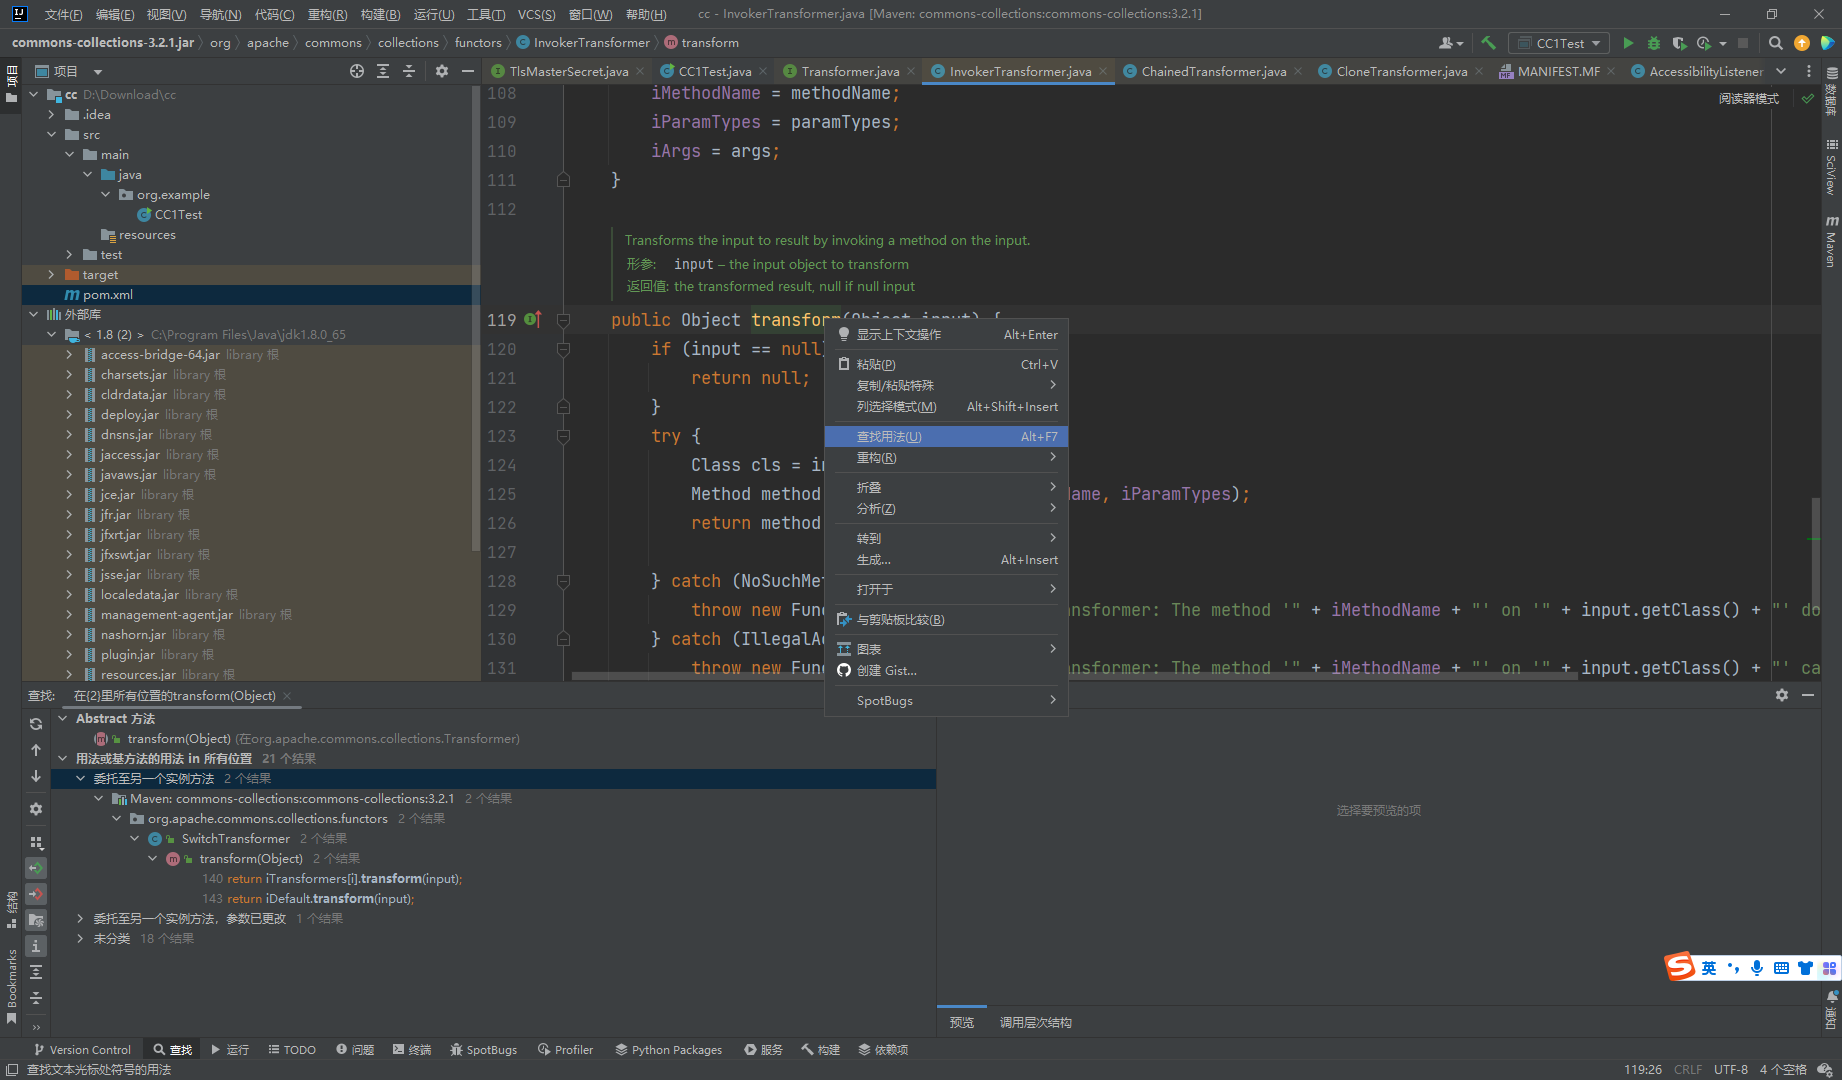 文件(F) 编辑(E) 视图(V) 导航(N) 代码(C) 重构(R) 构建(B) 运行(U) 工具(T) VCS(S) 窗口(W) 帮助(H) cc - InvokerTransformer.java [Maven: commons-collections:commons-collections:3.2.1]
commons-collections-3.2.1.jar org apache commons collections functors InvokerTransformer transform CC1Test
项目
TlsMasterSecret.java CC1Test.java Transformer.java InvokerTransformer.java ChainedTransformer.java CloneTransformer.java MANIFEST.MF AccessibilityListener
cc D:\Download\cc
.idea
src
main
java
org.example
CC1Test
resources
test
target
pom.xml
外部库
< 1.8 (2) > C:\Program Files\Java\jdk1.8.0_65
access-bridge-64.jar library 根
charsets.jar library 根
cldrdata.jar library 根
deploy.jar library 根
dnsns.jar library 根
jaccess.jar library 根
javaws.jar library 根
jce.jar library 根
jfr.jar library 根
jfxrt.jar library 根
jfxswt.jar library 根
jsse.jar library 根
localedata.jar library 根
management-agent.jar library 根
nashorn.jar library 根
plugin.jar library 根
resources.jar library 根
阅读器模式
108 iMethodName = methodName;
109 iParamTypes = paramTypes;
110 iArgs = args;
111 }
112
Transforms the input to result by invoking a method on the input.
形参: input – the input object to transform
返回值: the transformed result, null if null input
119 public Object transform(Object input) {
120 if (input == null)
121 return null;
122 }
123 try {
124 Class cls = in
125 Method method ame, iParamTypes);
126 return method
127
128 } catch (NoSuchMet
129 throw new Func nsformer: The method '" + iMethodName + "' on '" + input.getClass() + "' do
130 } catch (IllegalAc
131 throw new Func nsformer: The method '" + iMethodName + "' on '" + input.getClass() + "' ca
显示上下文操作 Alt+Enter
粘贴(P) Ctrl+V
复制/粘贴特殊
列选择模式(M) Alt+Shift+Insert
查找用法(U) Alt+F7
重构(R)
折叠
分析(Z)
转到
生成... Alt+Insert
打开于
与剪贴板比较(B)
图表
创建 Gist...
SpotBugs
项目
结构
Bookmarks
数据库
SciView
Maven
通知
查找: 在{2}里所有位置的transform(Object)
Abstract 方法
transform(Object) (在org.apache.commons.collections.Transformer)
用法或基方法的用法 in 所有位置 21 个结果
委托至另一个实例方法 2 个结果
Maven: commons-collections:commons-collections:3.2.1 2 个结果
org.apache.commons.collections.functors 2 个结果
SwitchTransformer 2 个结果
transform(Object) 2 个结果
140 return iTransformers[i].transform(input);
143 return iDefault.transform(input);
委托至另一个实例方法，参数已更改 1 个结果
未分类 18 个结果
选择要预览的项
英
预览 调用层次结构
Version Control 查找 运行 TODO 问题 终端 SpotBugs Profiler Python Packages 服务 构建 依赖项
查找文本光标处符号的用法 119:26 CRLF UTF-8 4 个空格